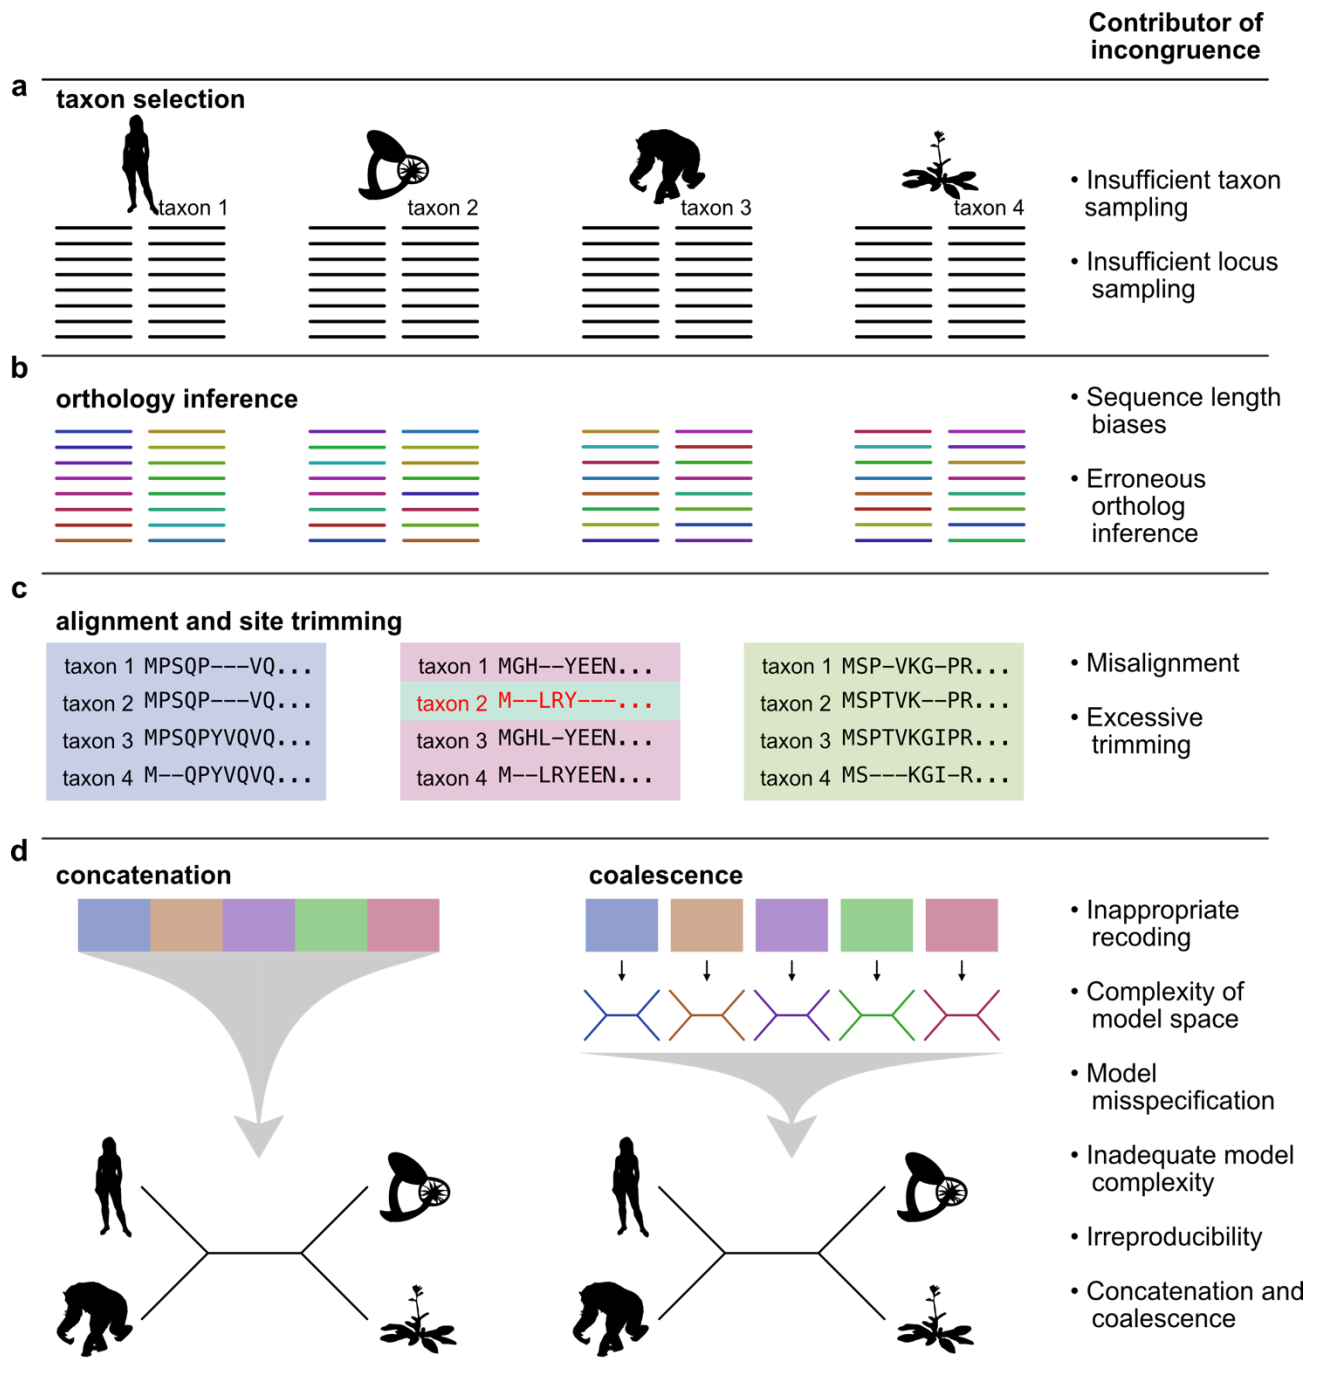 Contributor of
incongruence
a
taxon selection
taxon 1
taxon 2
taxon 3
taxon 4
• Insufficient taxon
sampling
• Insufficient locus
sampling
b
orthology inference
• Sequence length
biases
• Erroneous
ortholog
inference
c
alignment and site trimming
taxon 1 MPSQP---VQ...
taxon 2 MPSQP---VQ...
taxon 3 MPSQPYVQVQ...
taxon 4 M--QPYVQVQ...
taxon 1 MGH--YEEN...
taxon 2 M--LRY---...
taxon 3 MGHL-YEEN...
taxon 4 M--LRYEEN...
taxon 1 MSP-VKG-PR...
taxon 2 MSPTVK--PR...
taxon 3 MSPTVKGIPR...
taxon 4 MS---KGI-R...
• Misalignment
• Excessive
trimming
d
concatenation
coalescence
• Inappropriate
recoding
• Complexity of
model space
• Model
misspecification
• Inadequate model
complexity
• Irreproducibility
• Concatenation and
coalescence